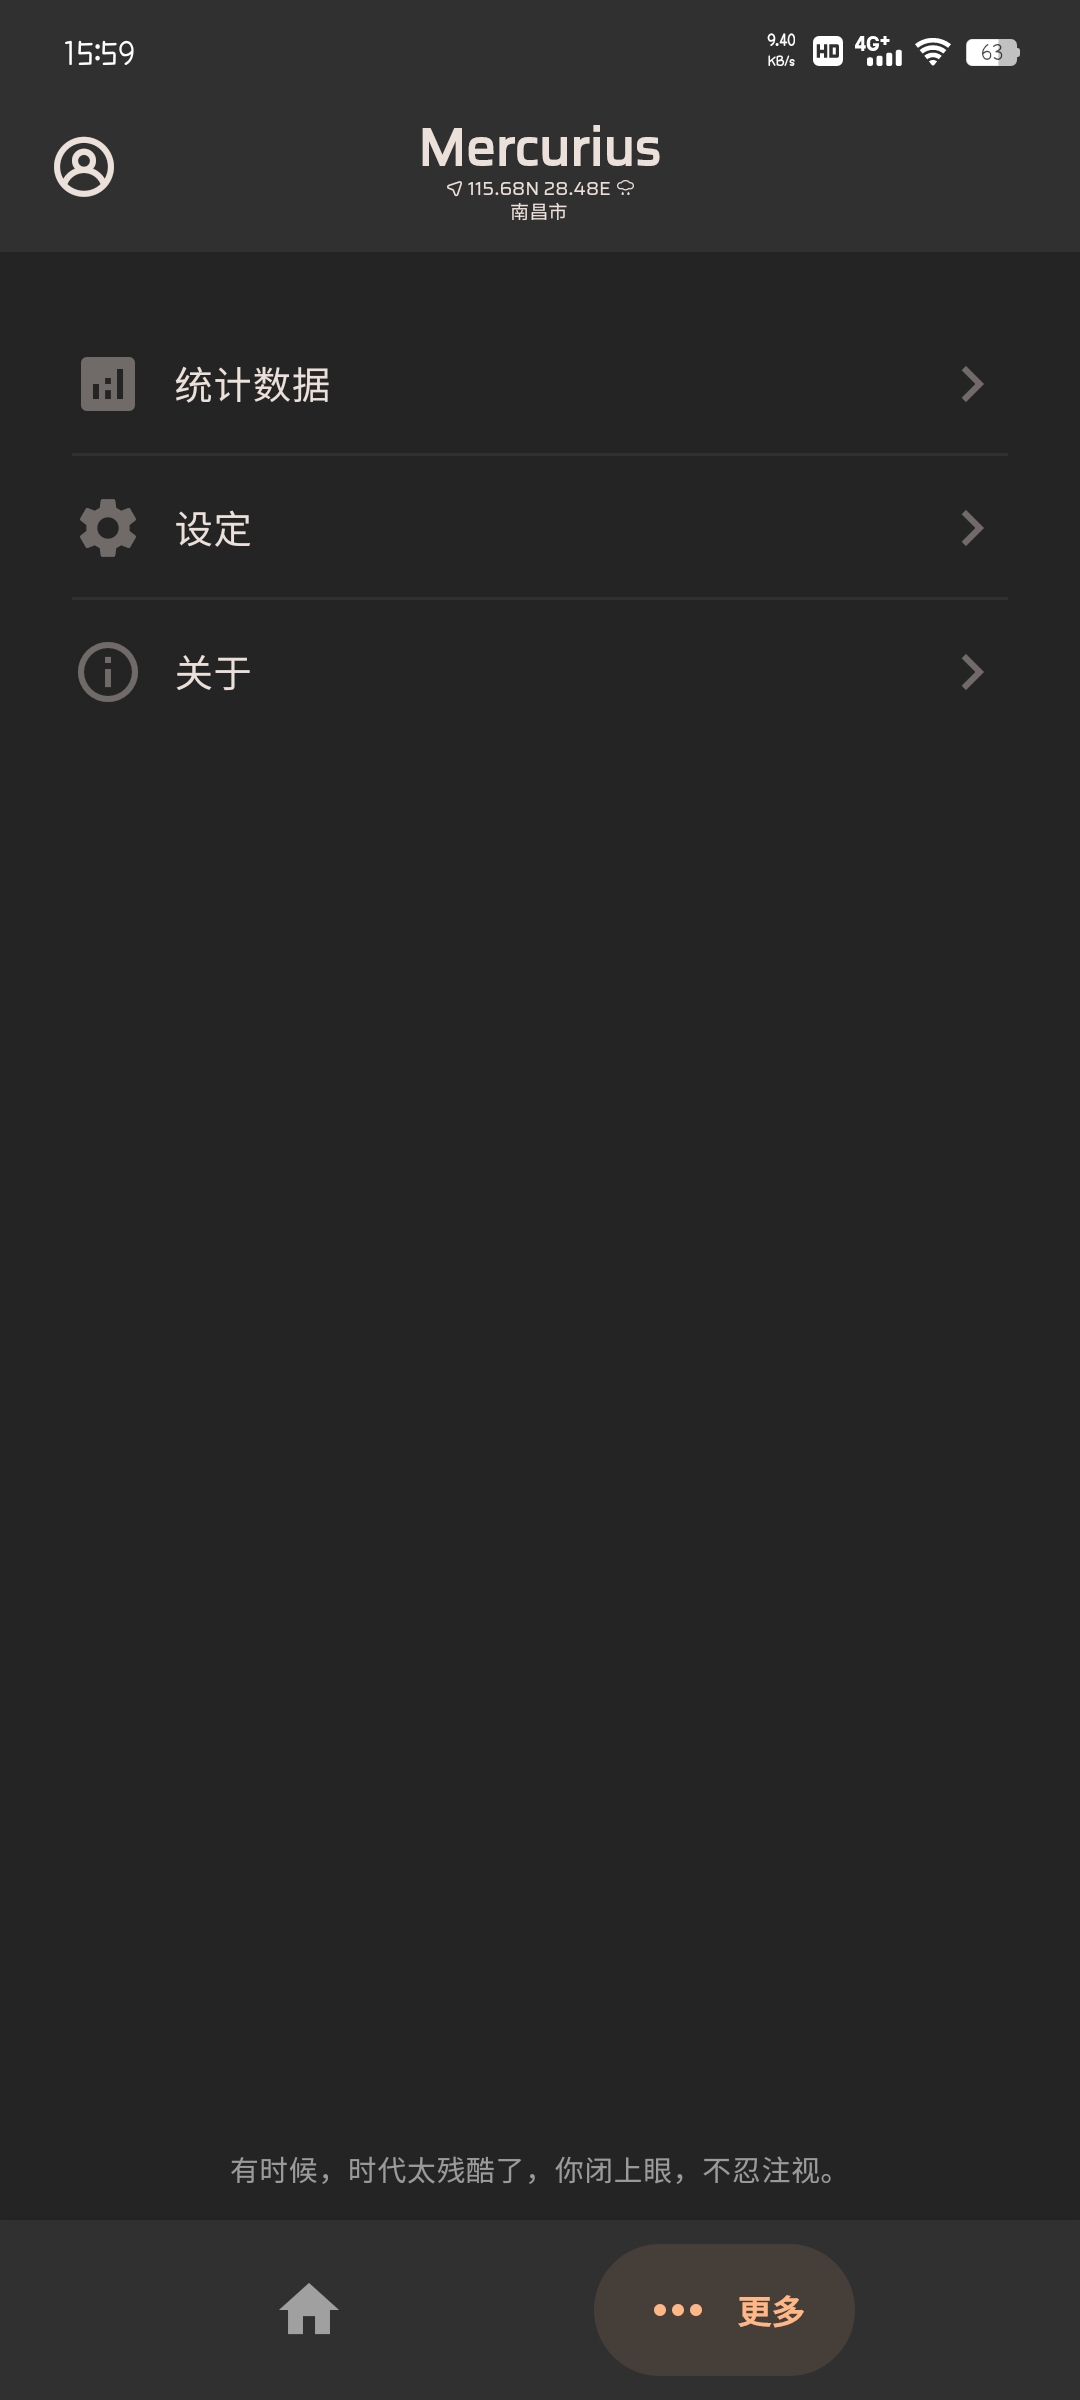 15:59
9.40
KB/s
HD
4G+
63
Mercurius
115.68N 28.48E
南昌市
统计数据
设定
关于
有时候，时代太残酷了，你闭上眼，不忍注视。
更多